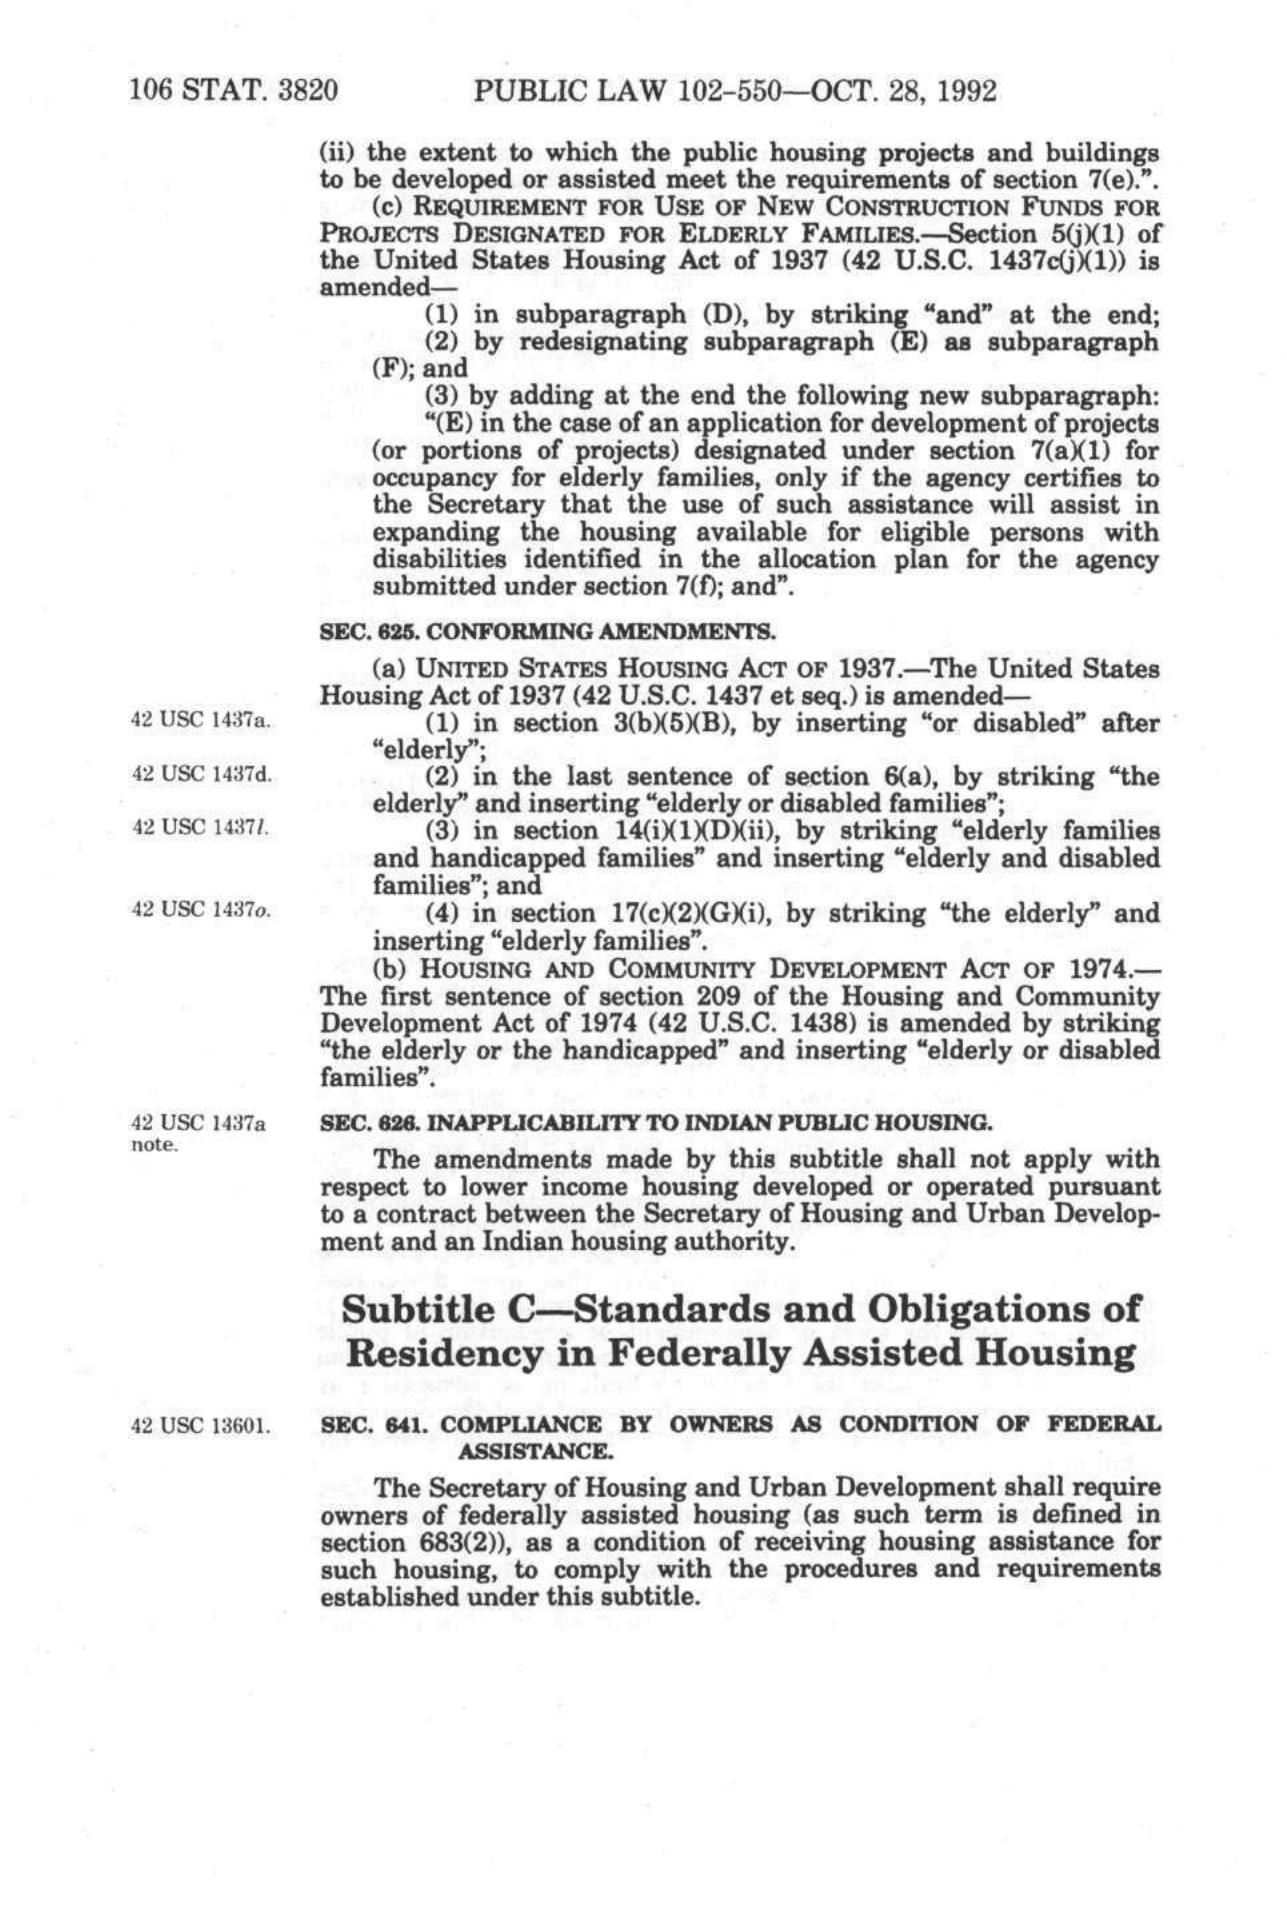 106 STAT. 3820 PUBLIC LAW 102-550—OCT. 28, 1992
(ii) the extent to which the public housing projects and buildings
to be developed or assisted meet the requirements of section 7(e).”.
(c) REQUIREMENT FOR USE OF NEW CONSTRUCTION FUNDS FOR
PROJECTS DESIGNATED FOR ELDERLY FAMILIES.—Section 5(j)(1) of
the United States Housing Act of 1937 (42 U.S.C. 1437c(j)(1)) is
amended—
(1) in subparagraph (D), by striking “and” at the end;
(2) by redesignating subparagraph (E) as subparagraph
(F); and
(3) by adding at the end the following new subparagraph:
“(E) in the case of an application for development of projects
(or portions of projects) designated under section 7(a)(1) for
occupancy for elderly families, only if the agency certifies to
the Secretary that the use of such assistance will assist in
expanding the housing available for eligible persons with
disabilities identified in the allocation plan for the agency
submitted under section 7(f); and”.
SEC. 625. CONFORMING AMENDMENTS.
(a) UNITED STATES HOUSING ACT OF 1937.—The United States
Housing Act of 1937 (42 U.S.C. 1437 et seq.) is amended—
42 USC 1437a. (1) in section 3(b)(5)(B), by inserting “or disabled” after
“elderly”;
42 USC 1437d. (2) in the last sentence of section 6(a), by striking “the
elderly” and inserting “elderly or disabled families”;
42 USC 1437l. (3) in section 14(i)(1)(D)(ii), by striking “elderly families
and handicapped families” and inserting “elderly and disabled
families”; and
42 USC 1437o. (4) in section 17(c)(2)(G)(i), by striking “the elderly” and
inserting “elderly families”.
(b) HOUSING AND COMMUNITY DEVELOPMENT ACT OF 1974.—
The first sentence of section 209 of the Housing and Community
Development Act of 1974 (42 U.S.C. 1438) is amended by striking
“the elderly or the handicapped” and inserting “elderly or disabled
families”.
42 USC 1437a SEC. 626. INAPPLICABILITY TO INDIAN PUBLIC HOUSING.
note.
The amendments made by this subtitle shall not apply with
respect to lower income housing developed or operated pursuant
to a contract between the Secretary of Housing and Urban Develop-
ment and an Indian housing authority.
Subtitle C—Standards and Obligations of
Residency in Federally Assisted Housing
42 USC 13601. SEC. 641. COMPLIANCE BY OWNERS AS CONDITION OF FEDERAL
ASSISTANCE.
The Secretary of Housing and Urban Development shall require
owners of federally assisted housing (as such term is defined in
section 683(2)), as a condition of receiving housing assistance for
such housing, to comply with the procedures and requirements
established under this subtitle.